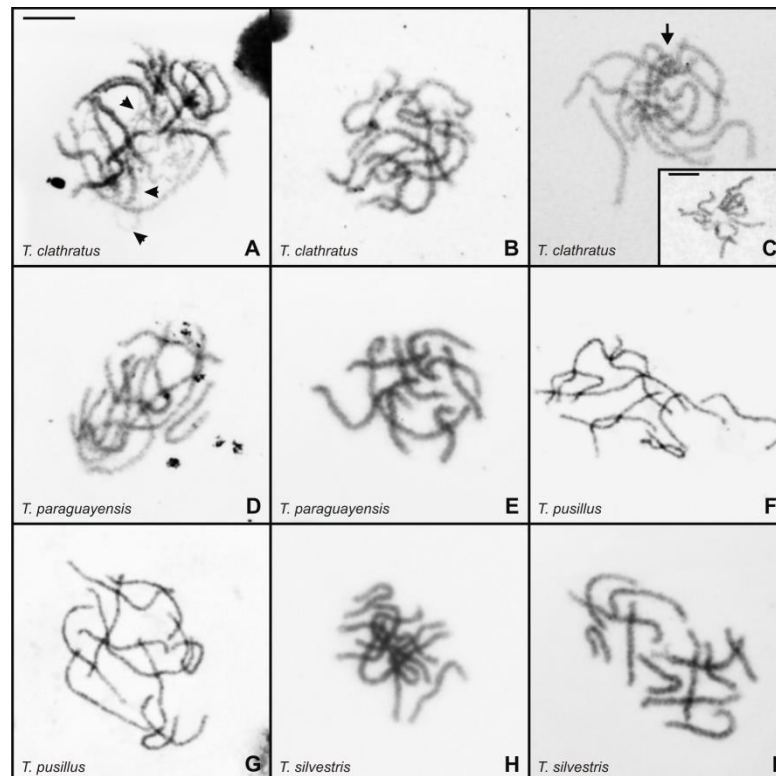 A
T. clathratus
B
T. clathratus
C
T. clathratus
D
T. paraguayensis
E
T. paraguayensis
F
T. pusillus
G
T. pusillus
H
T. silvestris
I
T. silvestris